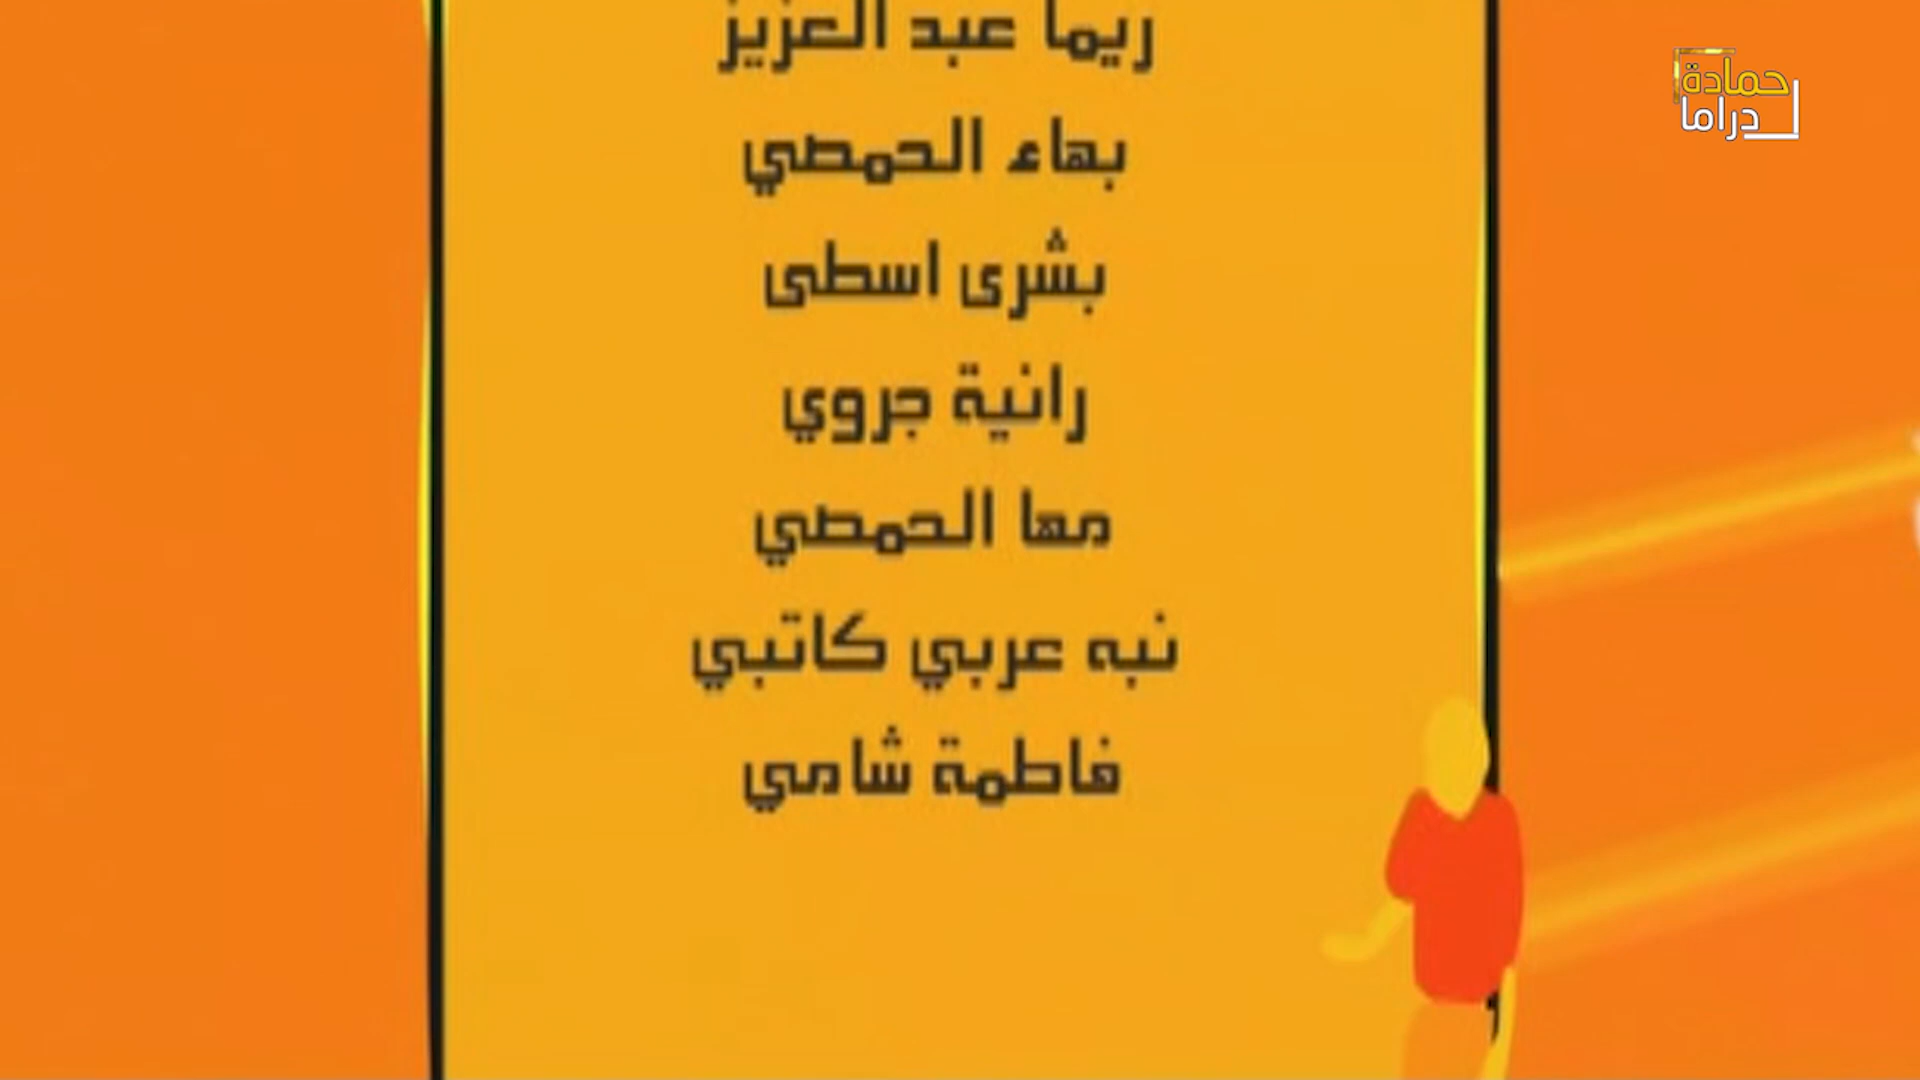 ريما عبد العزيز
حمادة
دراما
بهاء الحمصي
بشرى اسطى
رانية جروي
مها الحمصي
نبه عربي كاتبي
فاطمة شامي